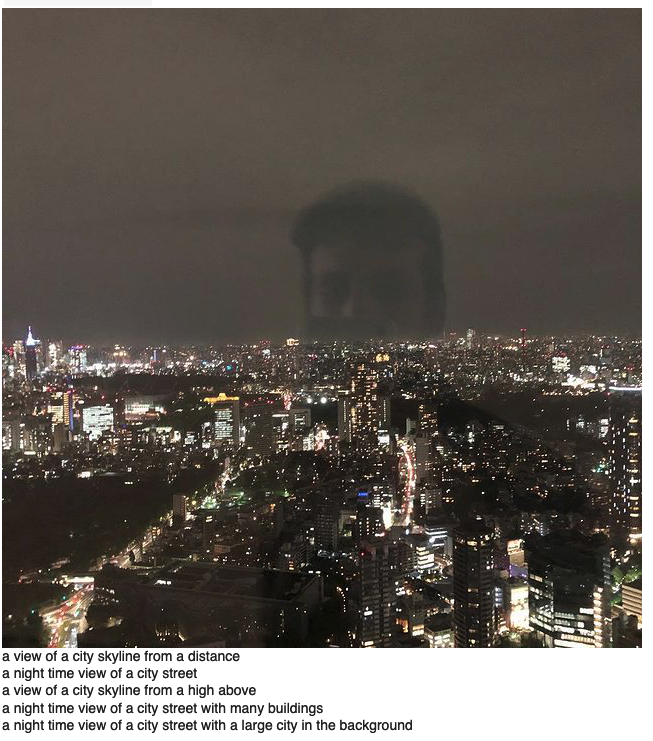 a view of a city skyline from a distance
a night time view of a city street
a view of a city skyline from a high above
a night time view of a city street with many buildings
a night time view of a city street with a large city in the background